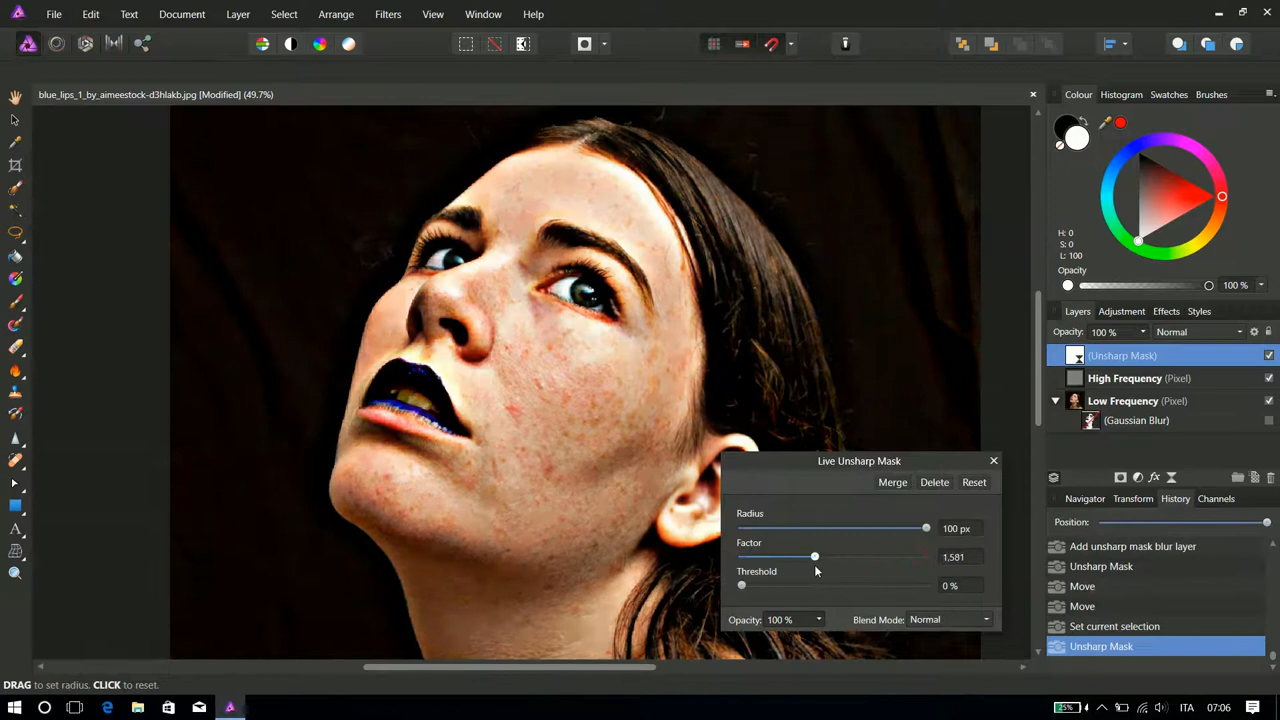 File Edit Text Document Layer Select Arrange Filters View Window Help
blue_lips_1_by_aimeestock-d3hlakb.jpg [Modified] (49.7%)
Colour Histogram Swatches Brushes
H: 0
S: 0
L: 100
Opacity
100 %
Layers Adjustment Effects Styles
Opacity: 100 % Normal
(Unsharp Mask)
High Frequency (Pixel)
Low Frequency (Pixel)
(Gaussian Blur)
Live Unsharp Mask
Merge Delete Reset
Radius
100 px
Factor
1,581
Threshold
0 %
Opacity: 100 % Blend Mode: Normal
Navigator Transform History Channels
Position:
Add unsharp mask blur layer
Unsharp Mask
Move
Move
Set current selection
Unsharp Mask
DRAG to set radius. CLICK to reset.
25% ITA 07:06